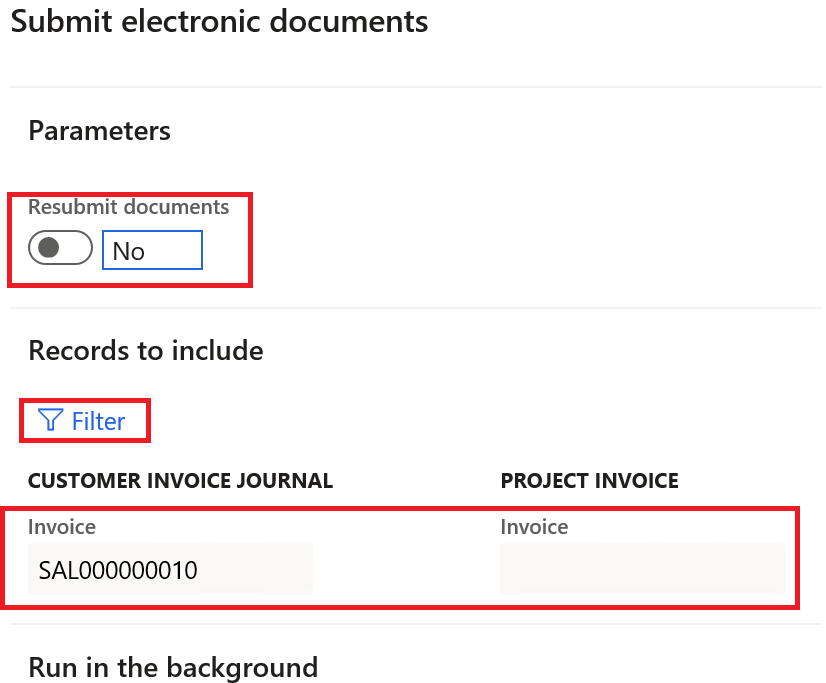 Submit electronic documents
Parameters
Resubmit documents
No
Records to include
Filter
CUSTOMER INVOICE JOURNAL
PROJECT INVOICE
Invoice
Invoice
SAL000000010
Run in the background